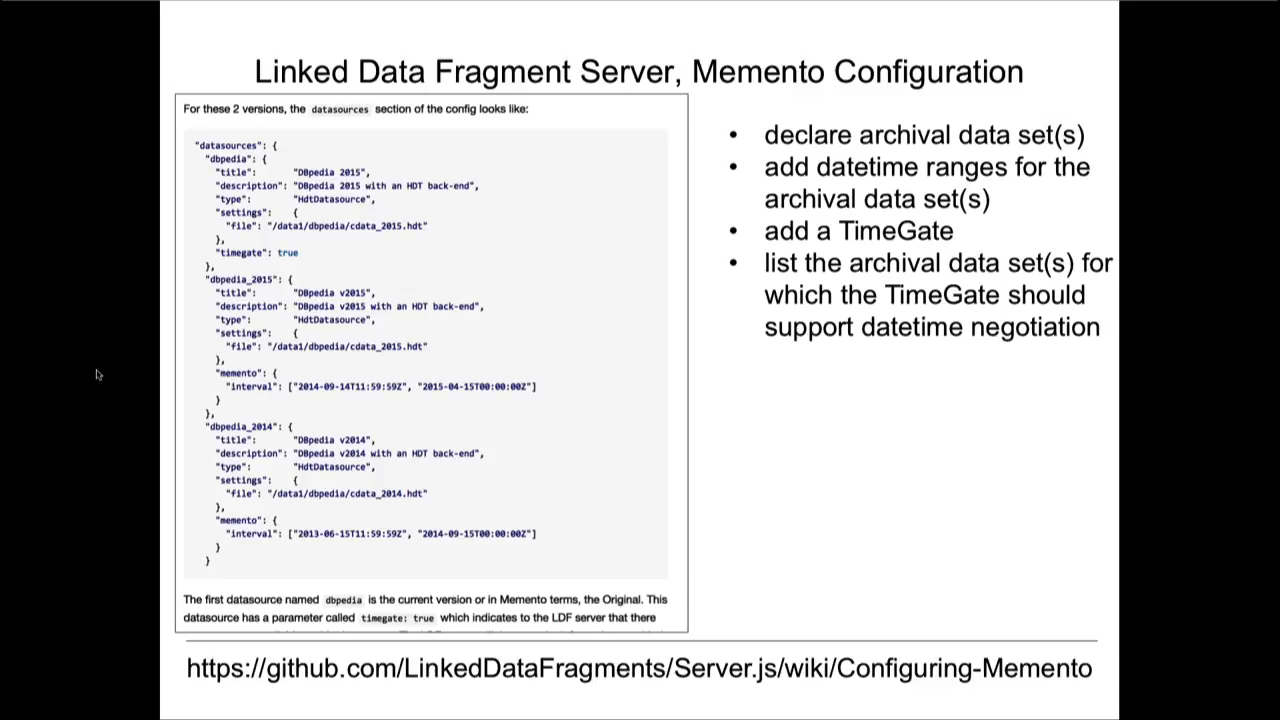 Linked Data Fragment Server, Memento Configuration
For these 2 versions, the datasources section of the config looks like:
"datasources": {
"dbpedia": {
"title": "DBpedia 2015",
"description": "DBpedia 2015 with an HDT back-end",
"type": "HdtDatasource",
"settings": {
"file": "/data1/dbpedia/cdata_2015.hdt"
},
"timegate": true
},
"dbpedia_2015": {
"title": "DBpedia v2015",
"description": "DBpedia v2015 with an HDT back-end",
"type": "HdtDatasource",
"settings": {
"file": "/data1/dbpedia/cdata_2015.hdt"
},
"memento": {
"interval": ["2014-09-14T11:59:59Z", "2015-04-15T00:00:00Z"]
}
},
"dbpedia_2014": {
"title": "DBpedia v2014",
"description": "DBpedia v2014 with an HDT back-end",
"type": "HdtDatasource",
"settings": {
"file": "/data1/dbpedia/cdata_2014.hdt"
},
"memento": {
"interval": ["2013-06-15T11:59:59Z", "2014-09-15T00:00:00Z"]
}
}
The first datasource named dbpedia is the current version or in Memento terms, the Original. This
datasource has a parameter called timegate: true which indicates to the LDF server that there
• declare archival data set(s)
• add datetime ranges for the
archival data set(s)
• add a TimeGate
• list the archival data set(s) for
which the TimeGate should
support datetime negotiation
https://github.com/LinkedDataFragments/Server.js/wiki/Configuring-Memento